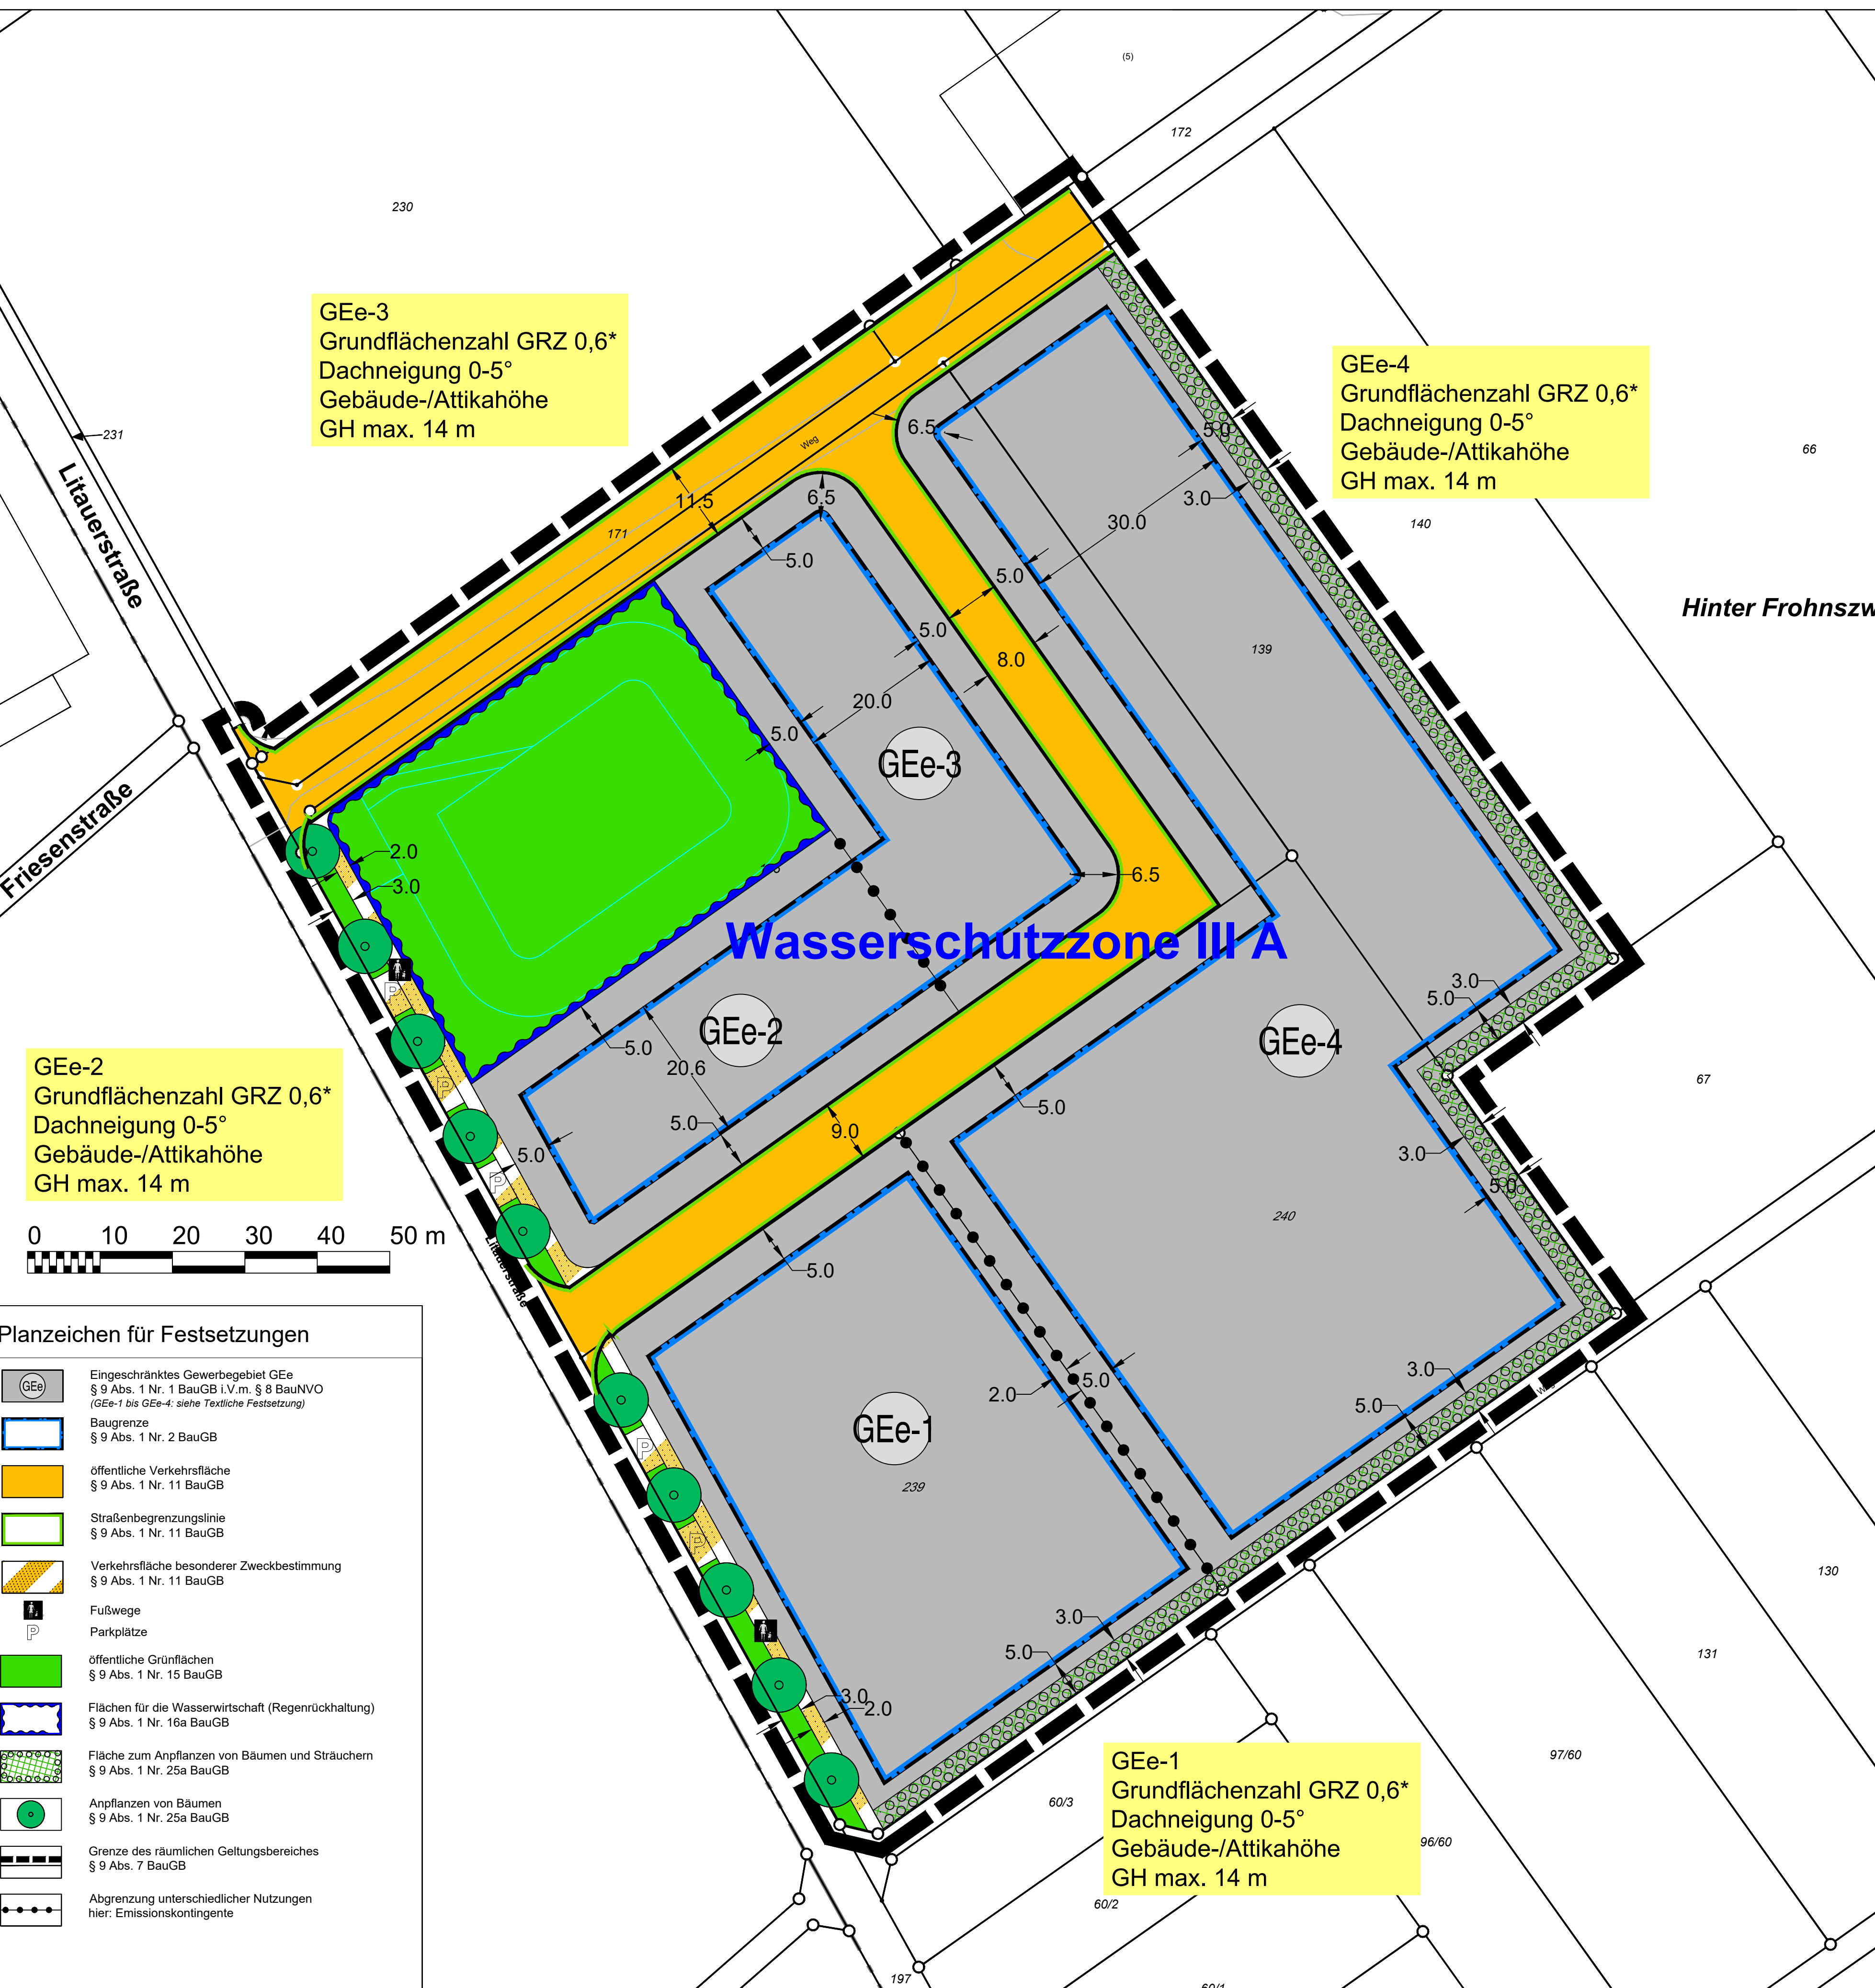 (5)
172
230
GEe-3
Grundflächenzahl GRZ 0,6*
Dachneigung 0-5°
Gebäude-/Attikahöhe
GH max. 14 m
GEe-4
Grundflächenzahl GRZ 0,6*
Dachneigung 0-5°
Gebäude-/Attikahöhe
GH max. 14 m
231
Litauerstraße
66
140
Weg
6.5
5.0
3.0
11.5
6.5
30.0
171
5.0
5.0
Hinter Frohnszw
5.0
8.0
139
20.0
5.0
GEe-3
Friesenstraße
2.0
3.0
6.5
Wasserschutzzone III A
P
3.0
5.0
GEe-2
GEe-4
5.0
20.6
P
67
GEe-2
Grundflächenzahl GRZ 0,6*
Dachneigung 0-5°
Gebäude-/Attikahöhe
GH max. 14 m
5.0
5.0
9.0
5.0
3.0
5.0
P
240
0 10 20 30 40 50 m
Litauerstraße
5.0
Planzeichen für Festsetzungen
GEe
Eingeschränktes Gewerbegebiet GEe
§ 9 Abs. 1 Nr. 1 BauGB i.V.m. § 8 BauNVO
(GEe-1 bis GEe-4: siehe Textliche Festsetzung)
Baugrenze
§ 9 Abs. 1 Nr. 2 BauGB
öffentliche Verkehrsfläche
§ 9 Abs. 1 Nr. 11 BauGB
Straßenbegrenzungslinie
§ 9 Abs. 1 Nr. 11 BauGB
Verkehrsfläche besonderer Zweckbestimmung
§ 9 Abs. 1 Nr. 11 BauGB
Fußwege
P
Parkplätze
öffentliche Grünflächen
§ 9 Abs. 1 Nr. 15 BauGB
Flächen für die Wasserwirtschaft (Regenrückhaltung)
§ 9 Abs. 1 Nr. 16a BauGB
Fläche zum Anpflanzen von Bäumen und Sträuchern
§ 9 Abs. 1 Nr. 25a BauGB
Anpflanzen von Bäumen
§ 9 Abs. 1 Nr. 25a BauGB
Grenze des räumlichen Geltungsbereiches
§ 9 Abs. 7 BauGB
Abgrenzung unterschiedlicher Nutzungen
hier: Emissionskontingente
2.0
5.0
3.0
5.0
GEe-1
P
239
P
3.0
5.0
3.0
2.0
130
131
97/60
GEe-1
Grundflächenzahl GRZ 0,6*
Dachneigung 0-5°
Gebäude-/Attikahöhe
GH max. 14 m
60/3
96/60
60/2
197
60/1